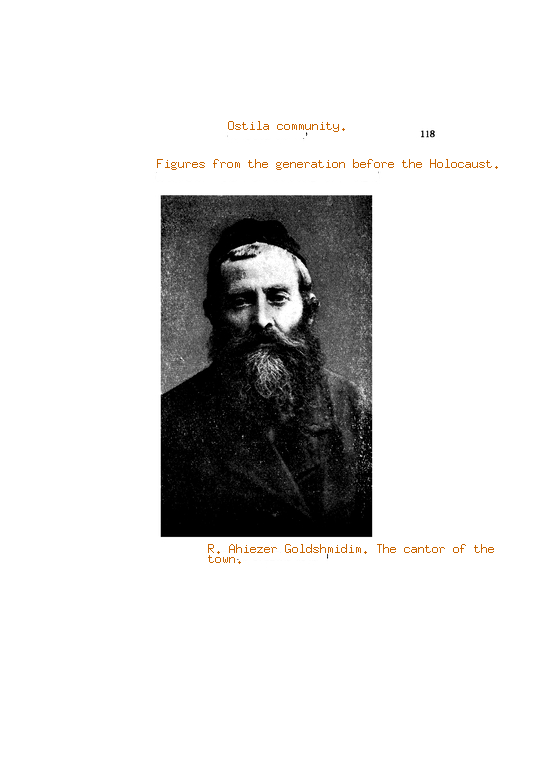 Ostila community.
118
Figures from the generation before the Holocaust.
R. Ahiezer Goldshmidim. The cantor of the
town.